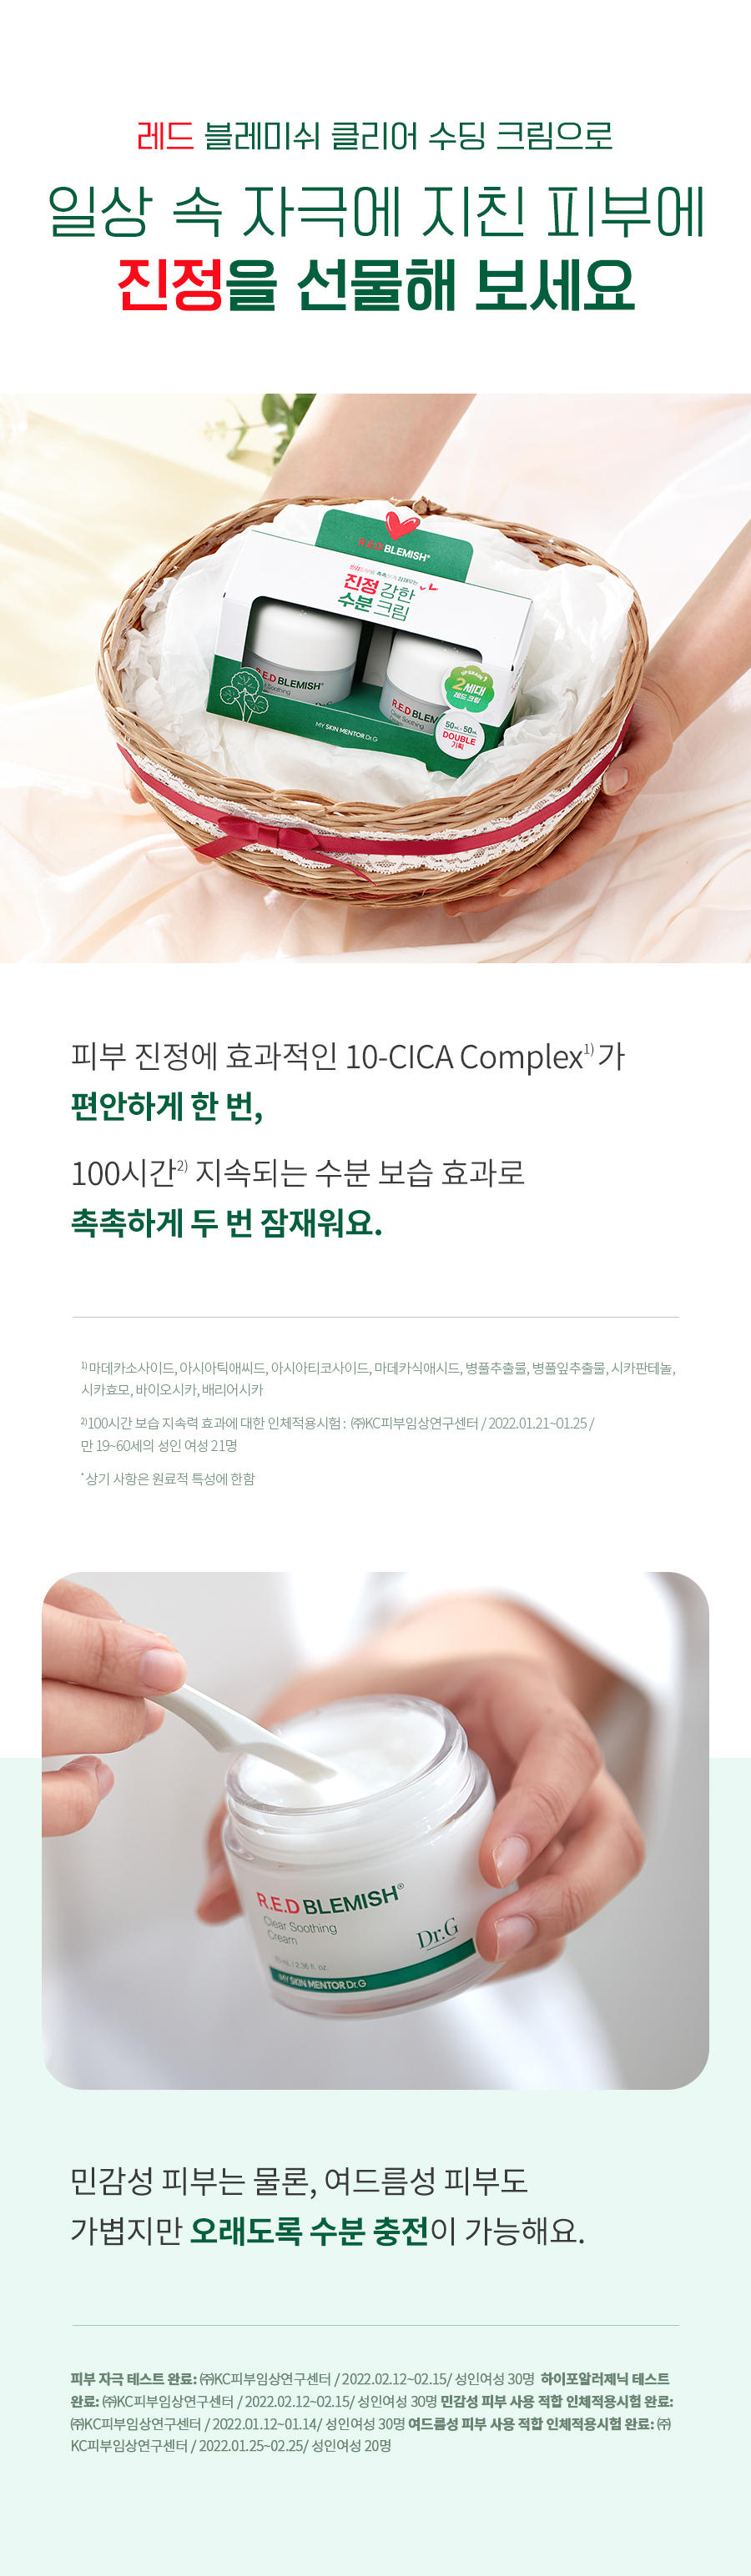 레드 블레미쉬 클리어 수딩 크림으로
일상 속 자극에 지친 피부에
진정을 선물해 보세요
R.E.D BLEMISH®
진정 강한
수분 크림
2세대
레드 크림
R.E.D BLEMISH®
Clear Soothing
R.E.D BLEM
Clear Soothing
50 mL + 50 mL
DOUBLE
기획
MY SKIN MENTOR Dr.G
피부 진정에 효과적인 10-CICA Complex1)가
편안하게 한 번,
100시간2) 지속되는 수분 보습 효과로
촉촉하게 두 번 잠재워요.
1)마데카소사이드, 아시아틱애씨드, 아시아티코사이드, 마데카식애시드, 병풀추출물, 병풀잎추출물, 시카판테놀,
시카효모, 바이오시카, 배리어시카
2)100시간 보습 지속력 효과에 대한 인체적용시험 : ㈜KC피부임상연구센터 / 2022.01.21~01.25 /
만 19~60세의 성인 여성 21명
*상기 사항은 원료적 특성에 한함
R.E.D BLEMISH®
Clear Soothing
Cream
Dr.G
70 mL / 2.36 fl. oz.
MY SKIN MENTOR Dr.G
민감성 피부는 물론, 여드름성 피부도
가볍지만 오래도록 수분 충전이 가능해요.
피부 자극 테스트 완료: ㈜KC피부임상연구센터 / 2022.02.12~02.15/ 성인여성 30명 하이포알러제닉 테스트
완료: ㈜KC피부임상연구센터 / 2022.02.12~02.15/ 성인여성 30명 민감성 피부 사용 적합 인체적용시험 완료:
㈜KC피부임상연구센터 / 2022.01.12~01.14/ 성인여성 30명 여드름성 피부 사용 적합 인체적용시험 완료: ㈜
KC피부임상연구센터 / 2022.01.25~02.25/ 성인여성 20명